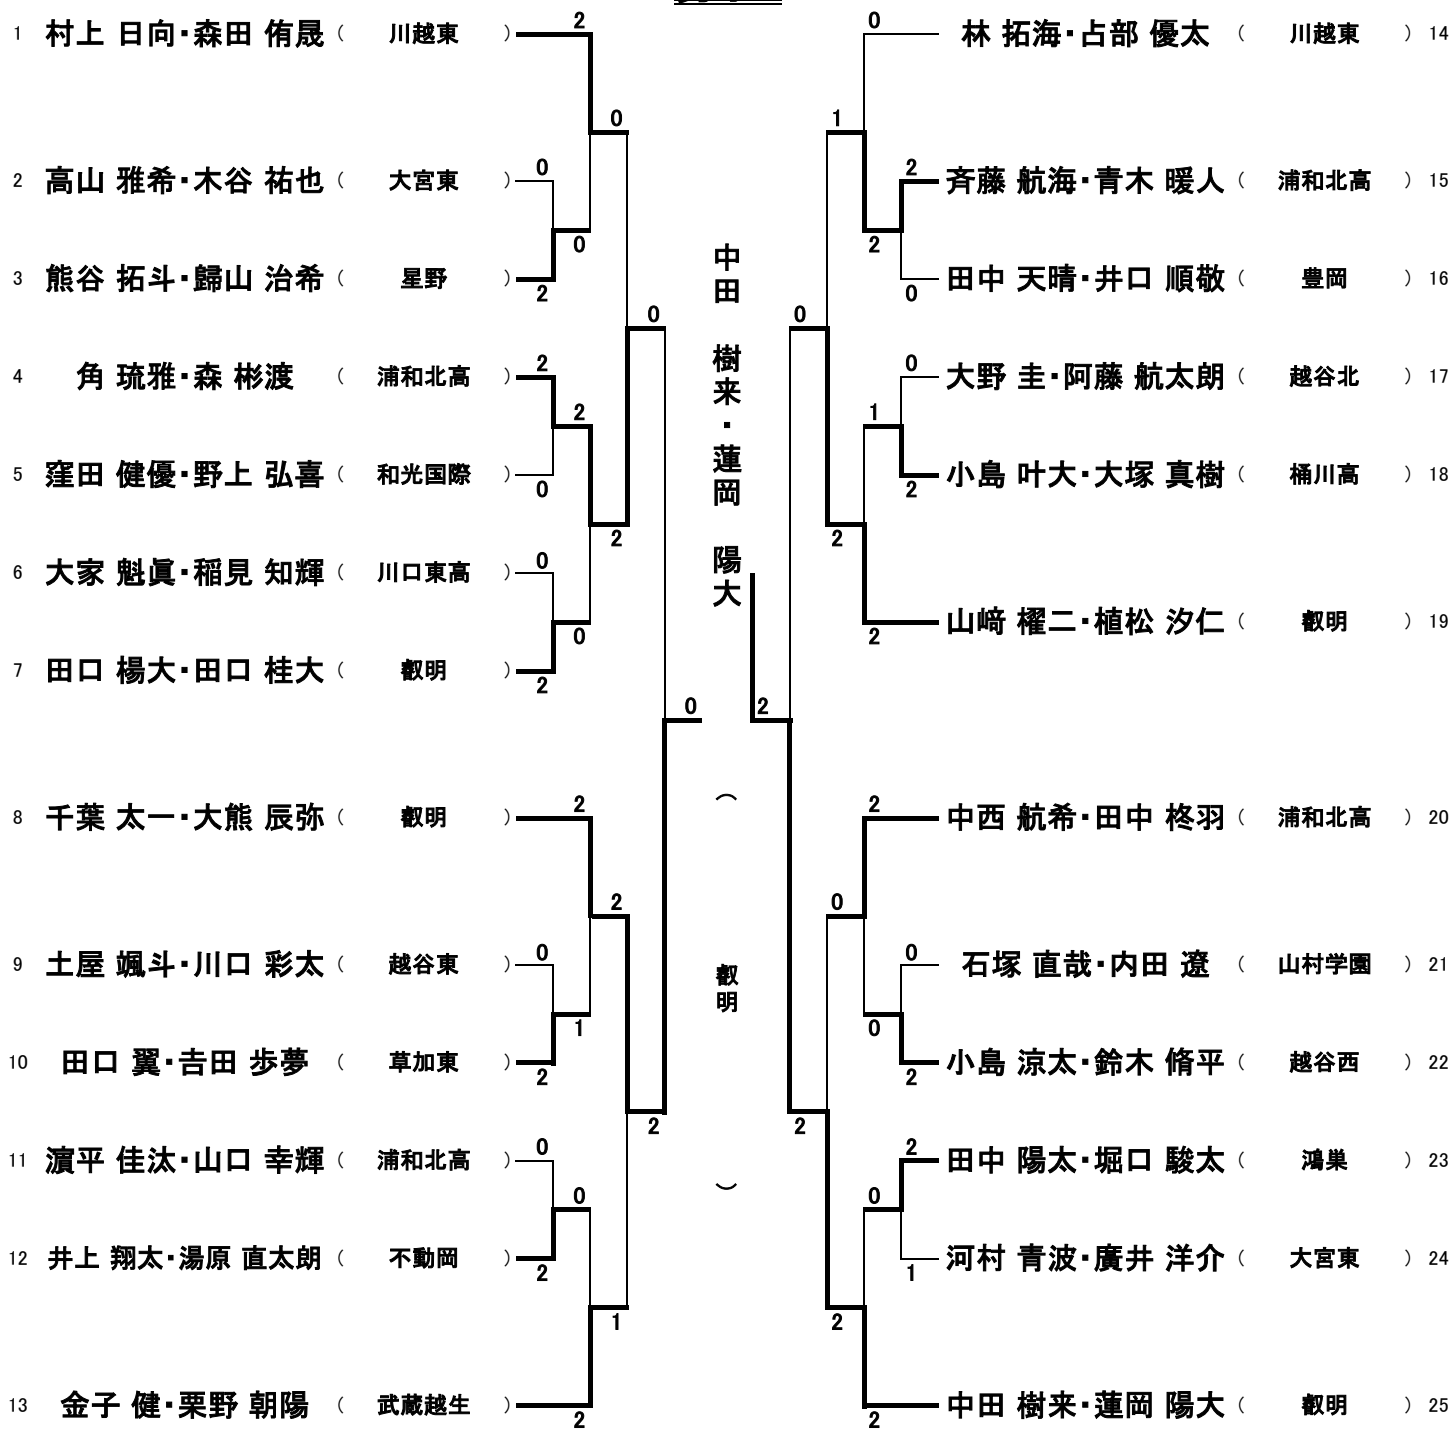 1 村上 日向・森田 侑晟 ( 川越東 ) 2
0
2 高山 雅希・木谷 祐也 ( 大宮東 ) 0
0
3 熊谷 拓斗・歸山 治希 ( 星野 ) 2
0
4 角 琉雅・森 彬渡 ( 浦和北高 ) 2
2
5 窪田 健優・野上 弘喜 ( 和光国際 ) 0
2
6 大家 魁眞・稲見 知輝 ( 川口東高 ) 0
0
7 田口 楊大・田口 桂大 ( 叡明 ) 2
0
8 千葉 太一・大熊 辰弥 ( 叡明 ) 2
2
9 土屋 颯斗・川口 彩太 ( 越谷東 ) 0
1
10 田口 翼・𠮷田 歩夢 ( 草加東 ) 2
2
11 濵平 佳汰・山口 幸輝 ( 浦和北高 ) 0
0
12 井上 翔太・湯原 直太朗 ( 不動岡 ) 2
1
13 金子 健・栗野 朝陽 ( 武蔵越生 ) 2
中田 樹来・蓮岡 陽大
( 叡明 )
0 林 拓海・占部 優太 ( 川越東 ) 14
1
2 斉藤 航海・青木 暖人 ( 浦和北高 ) 15
2
0 田中 天晴・井口 順敬 ( 豊岡 ) 16
0
0 大野 圭・阿藤 航太朗 ( 越谷北 ) 17
1
2 小島 叶大・大塚 真樹 ( 桶川高 ) 18
2
2 山﨑 櫂二・植松 汐仁 ( 叡明 ) 19
2
2 中西 航希・田中 柊羽 ( 浦和北高 ) 20
0
0 石塚 直哉・内田 遼 ( 山村学園 ) 21
0
2 小島 涼太・鈴木 脩平 ( 越谷西 ) 22
2
2 田中 陽太・堀口 駿太 ( 鴻巣 ) 23
0
1 河村 青波・廣井 洋介 ( 大宮東 ) 24
2
2 中田 樹来・蓮岡 陽大 ( 叡明 ) 25